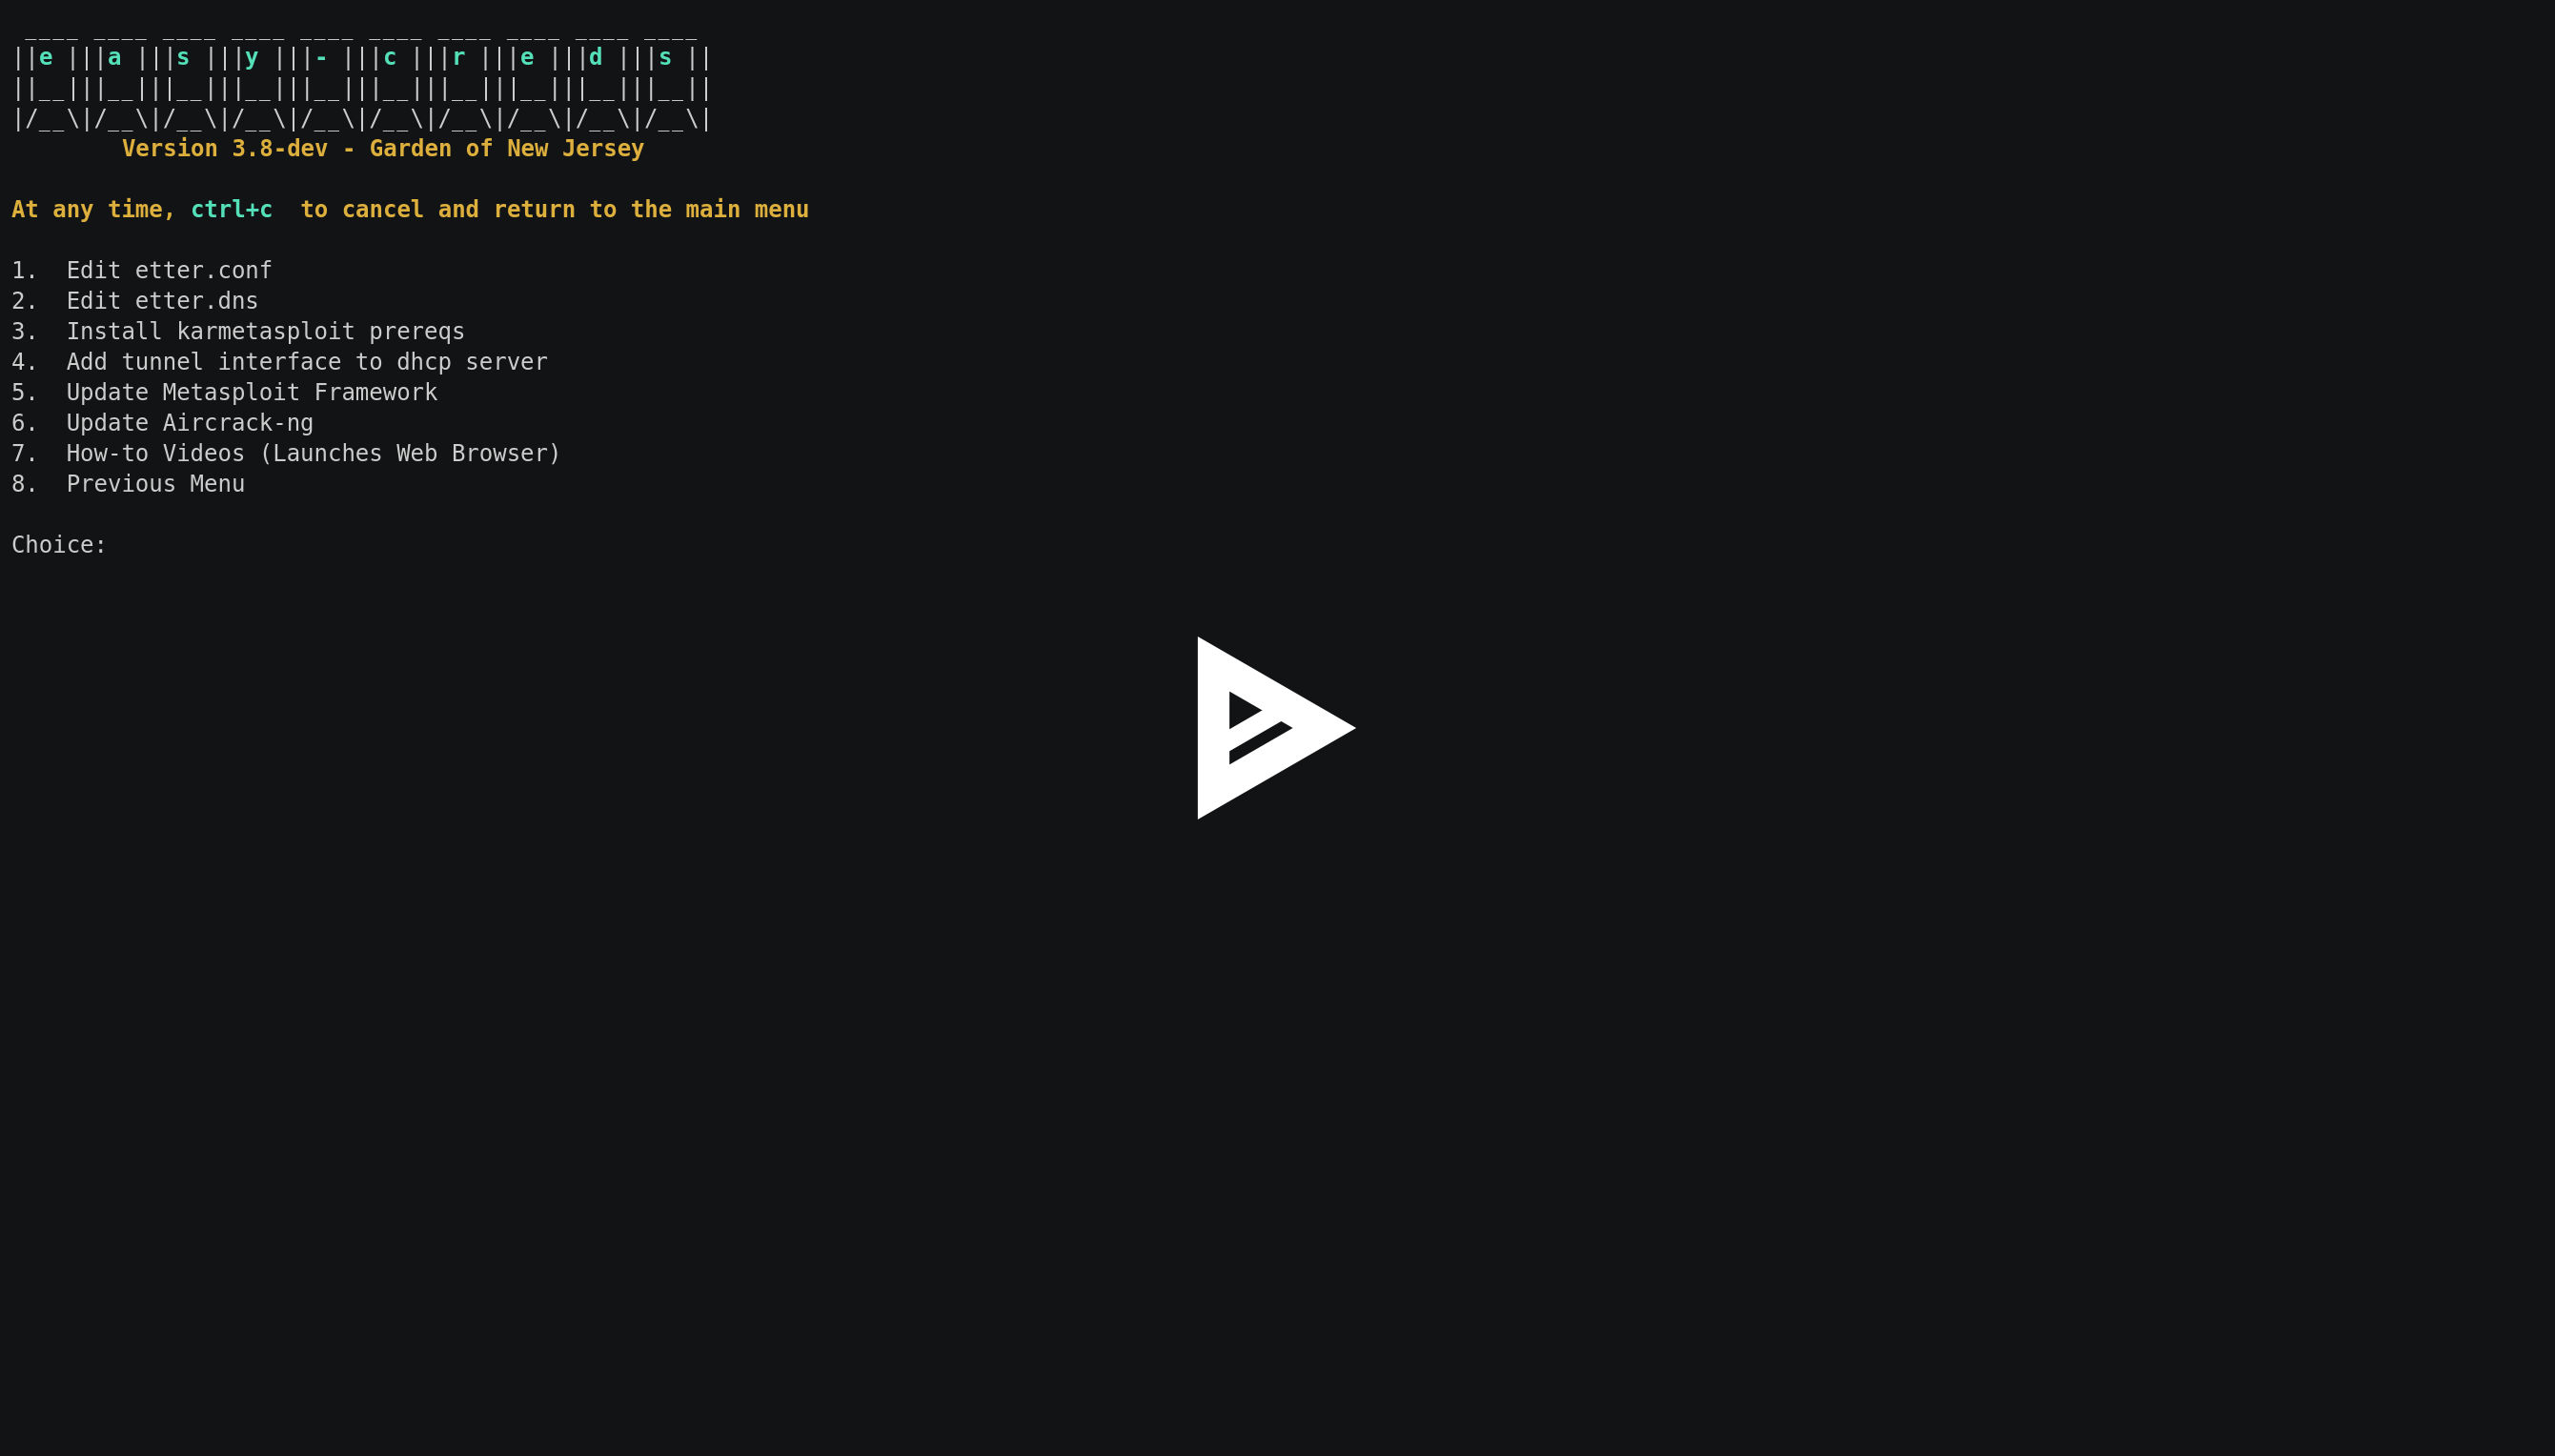 ____ ____ ____ ____ ____ ____ ____ ____ ____ ____
||e |||a |||s |||y |||- |||c |||r |||e |||d |||s ||
||__|||__|||__|||__|||__|||__|||__|||__|||__|||__||
|/__\|/__\|/__\|/__\|/__\|/__\|/__\|/__\|/__\|/__\|
Version 3.8-dev - Garden of New Jersey
At any time, ctrl+c  to cancel and return to the main menu
1.  Edit etter.conf
2.  Edit etter.dns
3.  Install karmetasploit prereqs
4.  Add tunnel interface to dhcp server
5.  Update Metasploit Framework
6.  Update Aircrack-ng
7.  How-to Videos (Launches Web Browser)
8.  Previous Menu
Choice: